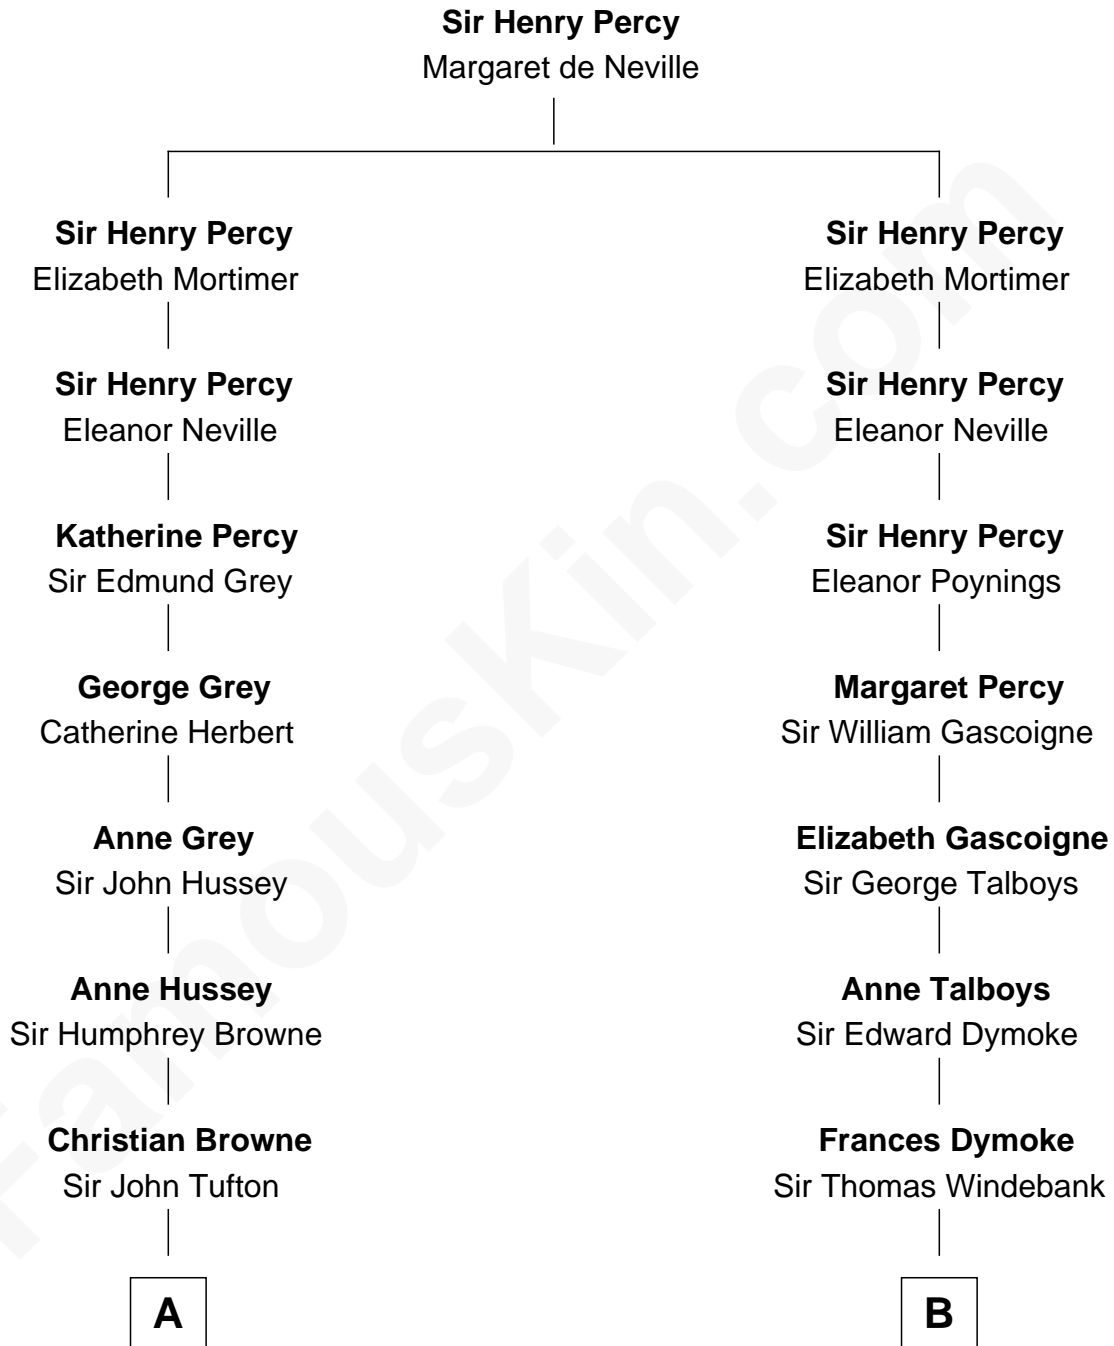 Sir Henry Percy
Margaret de Neville
Sir Henry Percy
Elizabeth Mortimer
Sir Henry Percy
Eleanor Neville
Katherine Percy
Sir Edmund Grey
George Grey
Catherine Herbert
Anne Grey
Sir John Hussey
Anne Hussey
Sir Humphrey Browne
Christian Browne
Sir John Tufton
A
Sir Henry Percy
Elizabeth Mortimer
Sir Henry Percy
Eleanor Neville
Sir Henry Percy
Eleanor Poynings
Margaret Percy
Sir William Gascoigne
Elizabeth Gascoigne
Sir George Talboys
Anne Talboys
Sir Edward Dymoke
Frances Dymoke
Sir Thomas Windebank
B
FamousKin.com